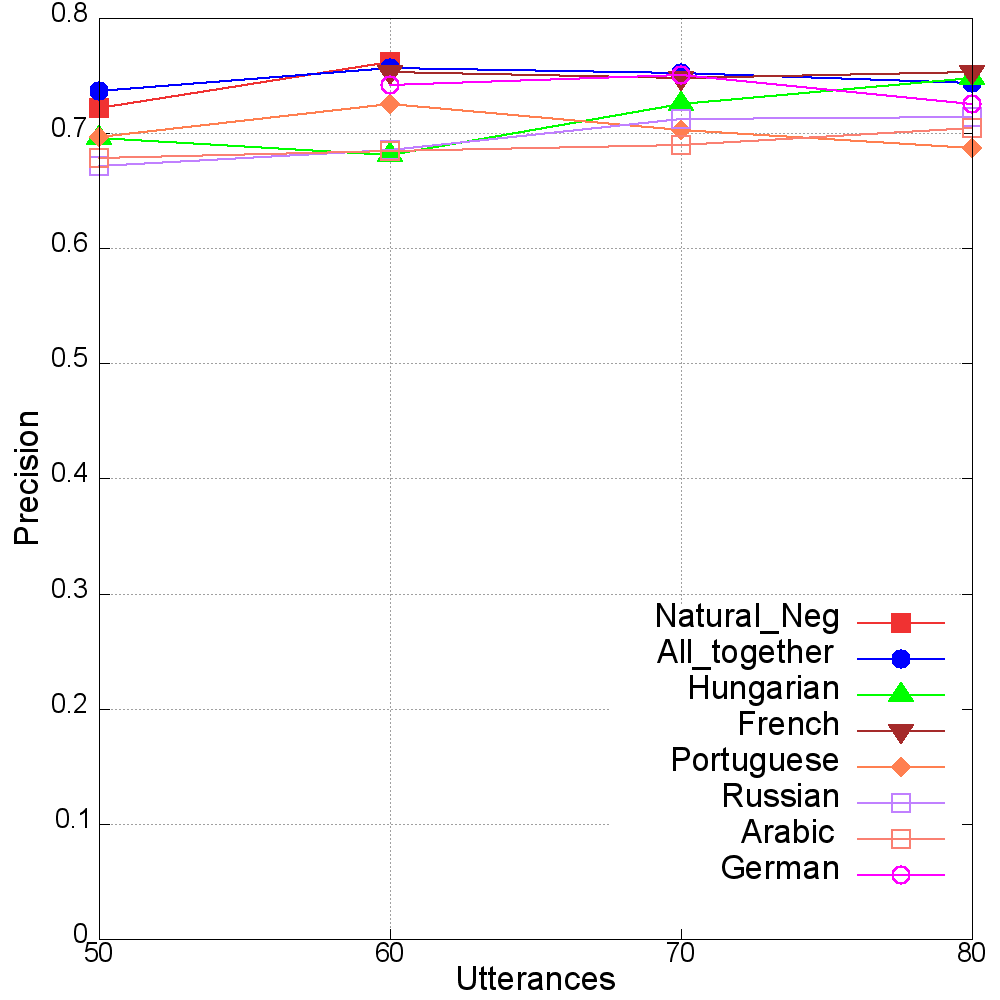 0.8
0.7
0.6
0.5
0.4
0.3
0.2
0.1
0
Precision
50 60 70 80
Utterances
Natural_Neg
All_together
Hungarian
French
Portuguese
Russian
Arabic
German